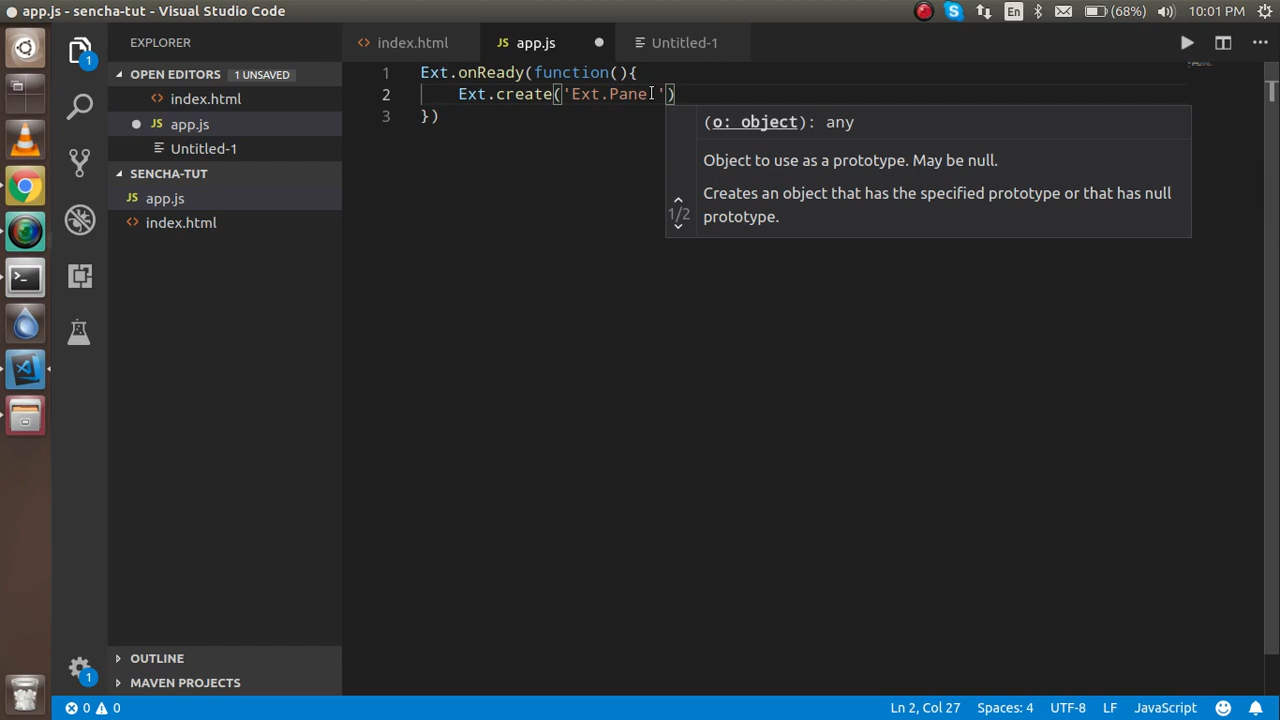 app.js - sencha-tut - Visual Studio Code
En
(68%)
10:01 PM
EXPLORER
index.html
app.js
Untitled-1
1
OPEN EDITORS
1 UNSAVED
index.html
app.js
Untitled-1
SENCHA-TUT
app.js
index.html
1 Ext.onReady(function(){
2 Ext.create('Ext.Pane')
3 })
(o: object): any
Object to use as a prototype. May be null.
Creates an object that has the specified prototype or that has null
prototype.
1/2
OUTLINE
MAVEN PROJECTS
1
0 0
Ln 2, Col 27
Spaces: 4
UTF-8
LF
JavaScript